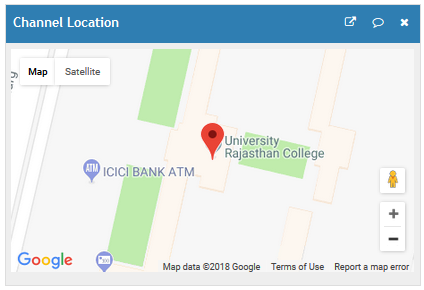 Channel Location
Map Satellite
University
Rajasthan College
ATM
ICICI BANK ATM
Google
Map data ©2018 Google Terms of Use Report a map error